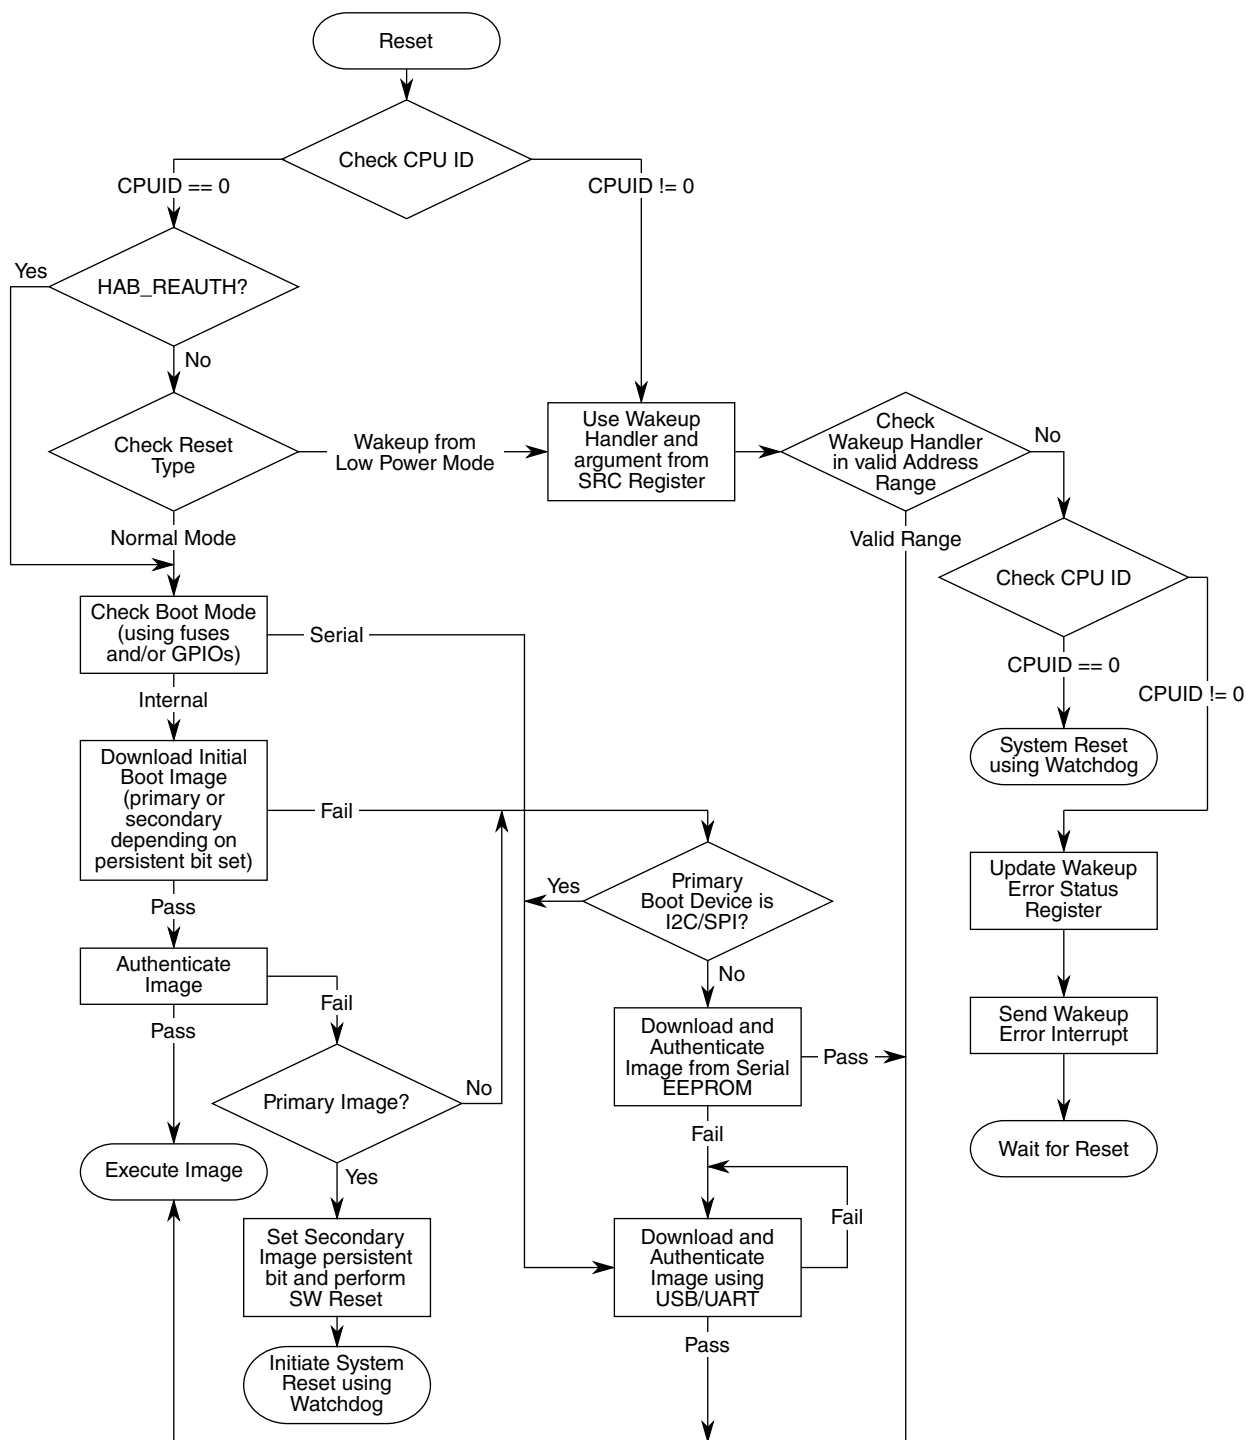 Reset
Check CPU ID
CPUID == 0
CPUID != 0
Yes
HAB_REAUTH?
No
Check Reset
Type
Wakeup from
Low Power Mode
Use Wakeup
Handler and
argument from
SRC Register
Check
Wakeup Handler
in valid Address
Range
No
Normal Mode
Valid Range
Check CPU ID
Check Boot Mode
(using fuses
and/or GPIOs)
Serial
CPUID == 0
CPUID != 0
Internal
System Reset
using Watchdog
Download Initial
Boot Image
(primary or
secondary
depending on
persistent bit set)
Fail
Primary
Boot Device is
I2C/SPI?
Yes
Update Wakeup
Error Status
Register
Pass
Authenticate
Image
Fail
No
Pass
Download and
Authenticate
Image from Serial
EEPROM
Pass
Send Wakeup
Error Interrupt
Primary Image?
No
Fail
Wait for Reset
Execute Image
Yes
Fail
Set Secondary
Image persistent
bit and perform
SW Reset
Download and
Authenticate
Image using
USB/UART
Pass
Initiate System
Reset using
Watchdog